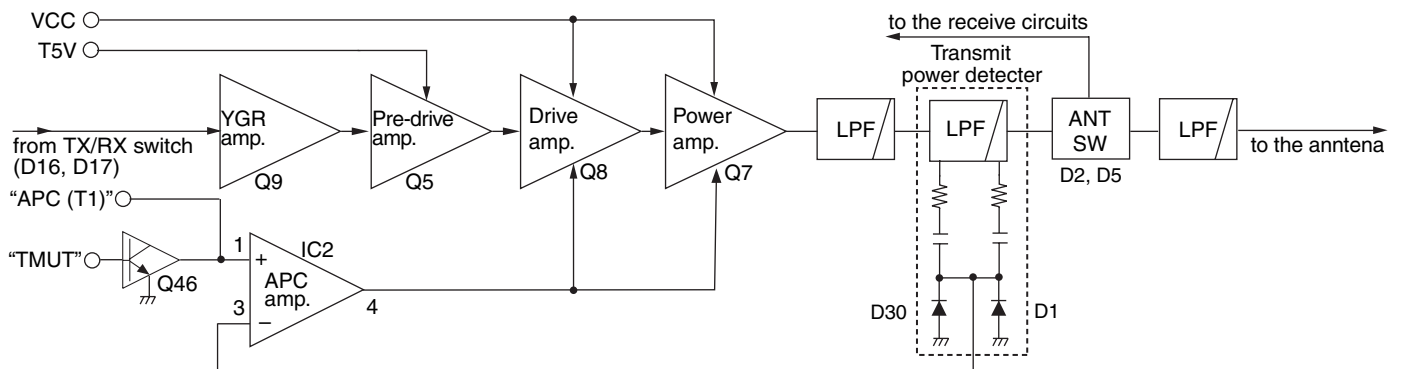 VCC
T5V
to the receive circuits
Transmit
power detecter
YGR
amp.
Pre-drive
amp.
Drive
amp.
Power
amp.
LPF
LPF
ANT
SW
LPF
from TX/RX switch
(D16, D17)
to the anntena
Q9
Q5
Q8
Q7
D2, D5
“APC (T1)”
“TMUT”
Q46
1
+
IC2
APC
amp.
3
–
4
D30
D1